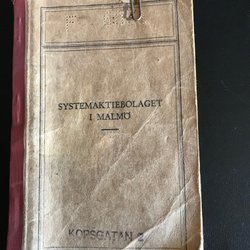 SYSTEMAKTIEBOLAGET
I MALMÖ
KORSGATAN 2